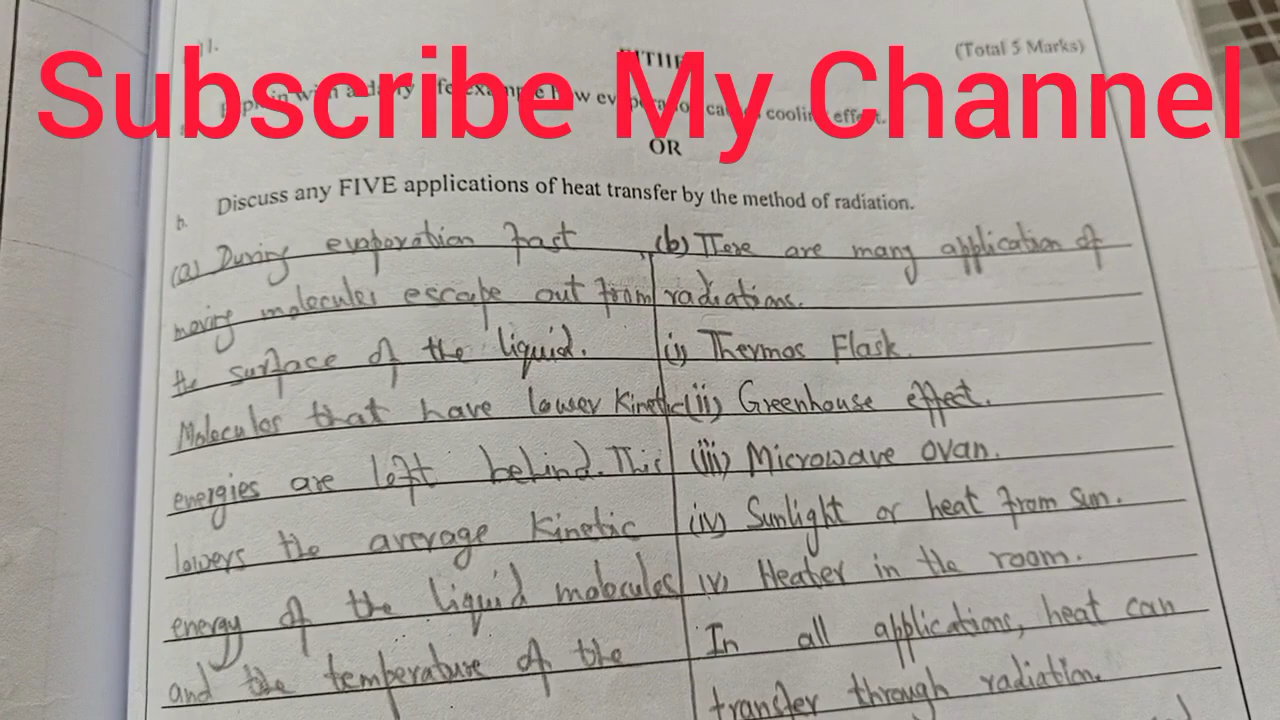 Subscribe My Channel
(Total 5 Marks)
OR
b. Discuss any FIVE applications of heat transfer by the method of radiation.
(a) During evaporation fast
moving molecules escape out from
the surface of the liquid.
Molecules that have lower Kinetic
energies are left behind. This
lowers the average Kinetic
energy of the liquid molecules
and the temperature of the
(b) There are many application of
radiations.
(i) Thermos Flask.
(ii) Greenhouse effect.
(iii) Microwave ovan.
(iv) Sunlight or heat from sun.
(v) Heater in the room.
In all applications, heat can
transfer through radiation.